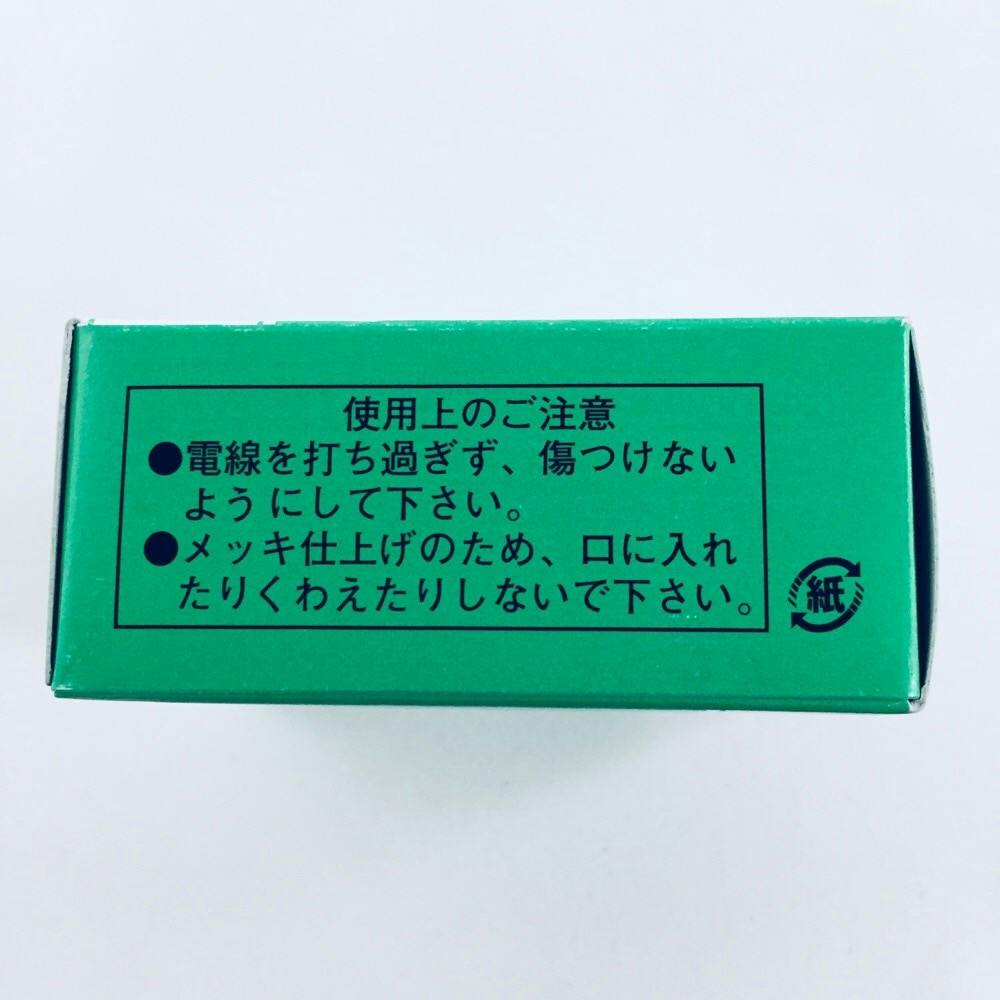 使用上のご注意
●電線を打ち過ぎず、傷つけない
ようにして下さい。
●メッキ仕上げのため、口に入れ
たりくわえたりしないで下さい。
紙